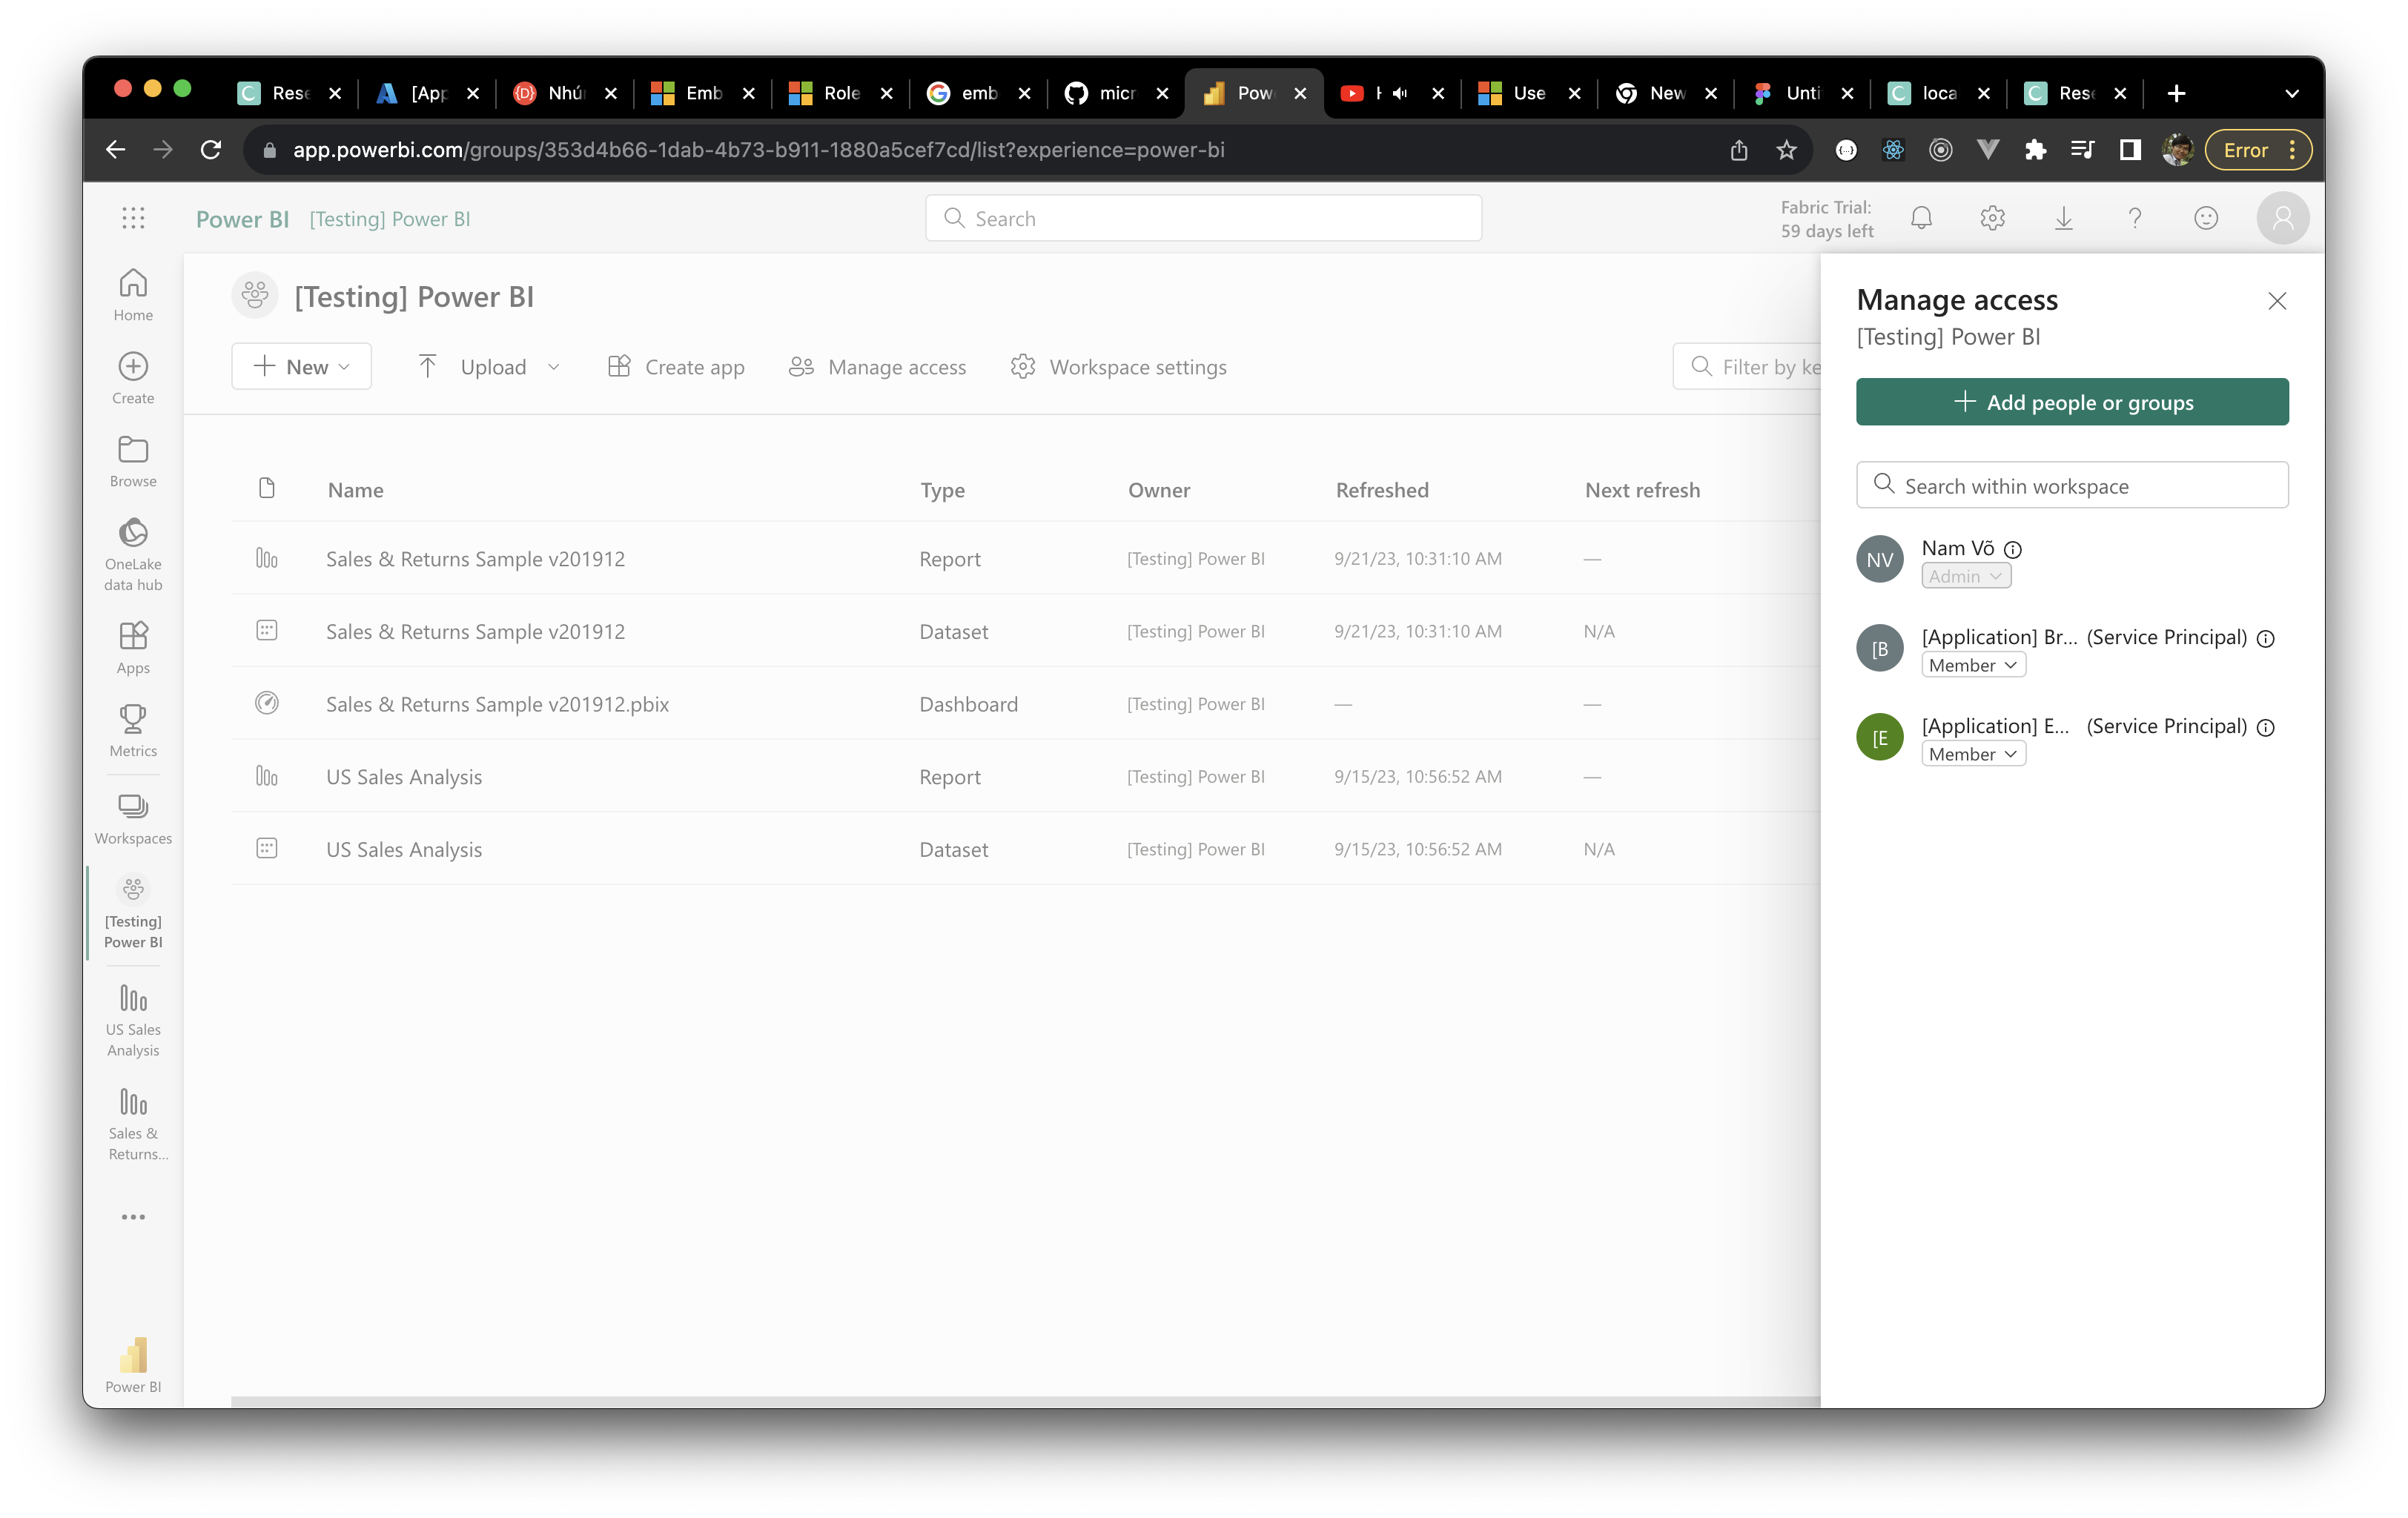 Rese
[App
Nhún
Emb
Role
emb
micr
Pow
Use
New
Unti
loca
Rese
app.powerbi.com/groups/353d4b66-1dab-4b73-b911-1880a5cef7cd/list?experience=power-bi
Error
Power BI [Testing] Power BI
Search
Fabric Trial:
59 days left
Home
Create
Browse
OneLake
data hub
Apps
Metrics
Workspaces
[Testing]
Power BI
US Sales
Analysis
Sales &
Returns...
Power BI
[Testing] Power BI
New
Upload
Create app
Manage access
Workspace settings
Filter by ke
Name Type Owner Refreshed Next refresh
Sales & Returns Sample v201912 Report [Testing] Power BI 9/21/23, 10:31:10 AM —
Sales & Returns Sample v201912 Dataset [Testing] Power BI 9/21/23, 10:31:10 AM N/A
Sales & Returns Sample v201912.pbix Dashboard [Testing] Power BI — —
US Sales Analysis Report [Testing] Power BI 9/15/23, 10:56:52 AM —
US Sales Analysis Dataset [Testing] Power BI 9/15/23, 10:56:52 AM N/A
Manage access
[Testing] Power BI
Add people or groups
Search within workspace
NV
Nam Võ
Admin
[B
[Application] Br... (Service Principal)
Member
[E
[Application] E... (Service Principal)
Member